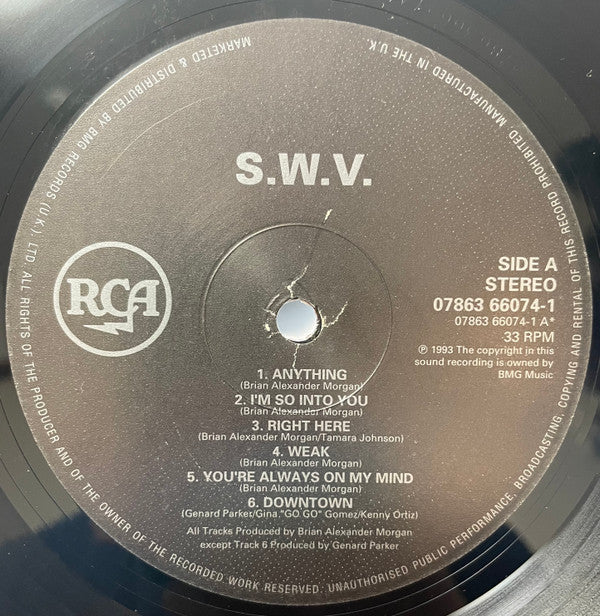 S.W.V.
RCA
SIDE A
STEREO
07863 66074-1
07863 66074-1 A*
33 RPM
℗ 1993 The copyright in this
sound recording is owned by
BMG Music
1. ANYTHING
(Brian Alexander Morgan)
2. I'M SO INTO YOU
(Brian Alexander Morgan)
3. RIGHT HERE
(Brian Alexander Morgan/Tamara Johnson)
4. WEAK
(Brian Alexander Morgan)
5. YOU'RE ALWAYS ON MY MIND
(Brian Alexander Morgan)
6. DOWNTOWN
(Genard Parker/Gina "GO GO" Gomez/Kenny Ortiz)
All Tracks Produced by Brian Alexander Morgan
except Track 6 Produced by Genard Parker
MARKETED & DISTRIBUTED BY BMG RECORDS (U.K.), LTD. ALL RIGHTS OF THE PRODUCER AND OF THE OWNER OF THE RECORDED WORK RESERVED. UNAUTHORISED PUBLIC PERFORMANCE, BROADCASTING, COPYING AND RENTAL OF THIS RECORD PROHIBITED. MANUFACTURED IN THE U.K.